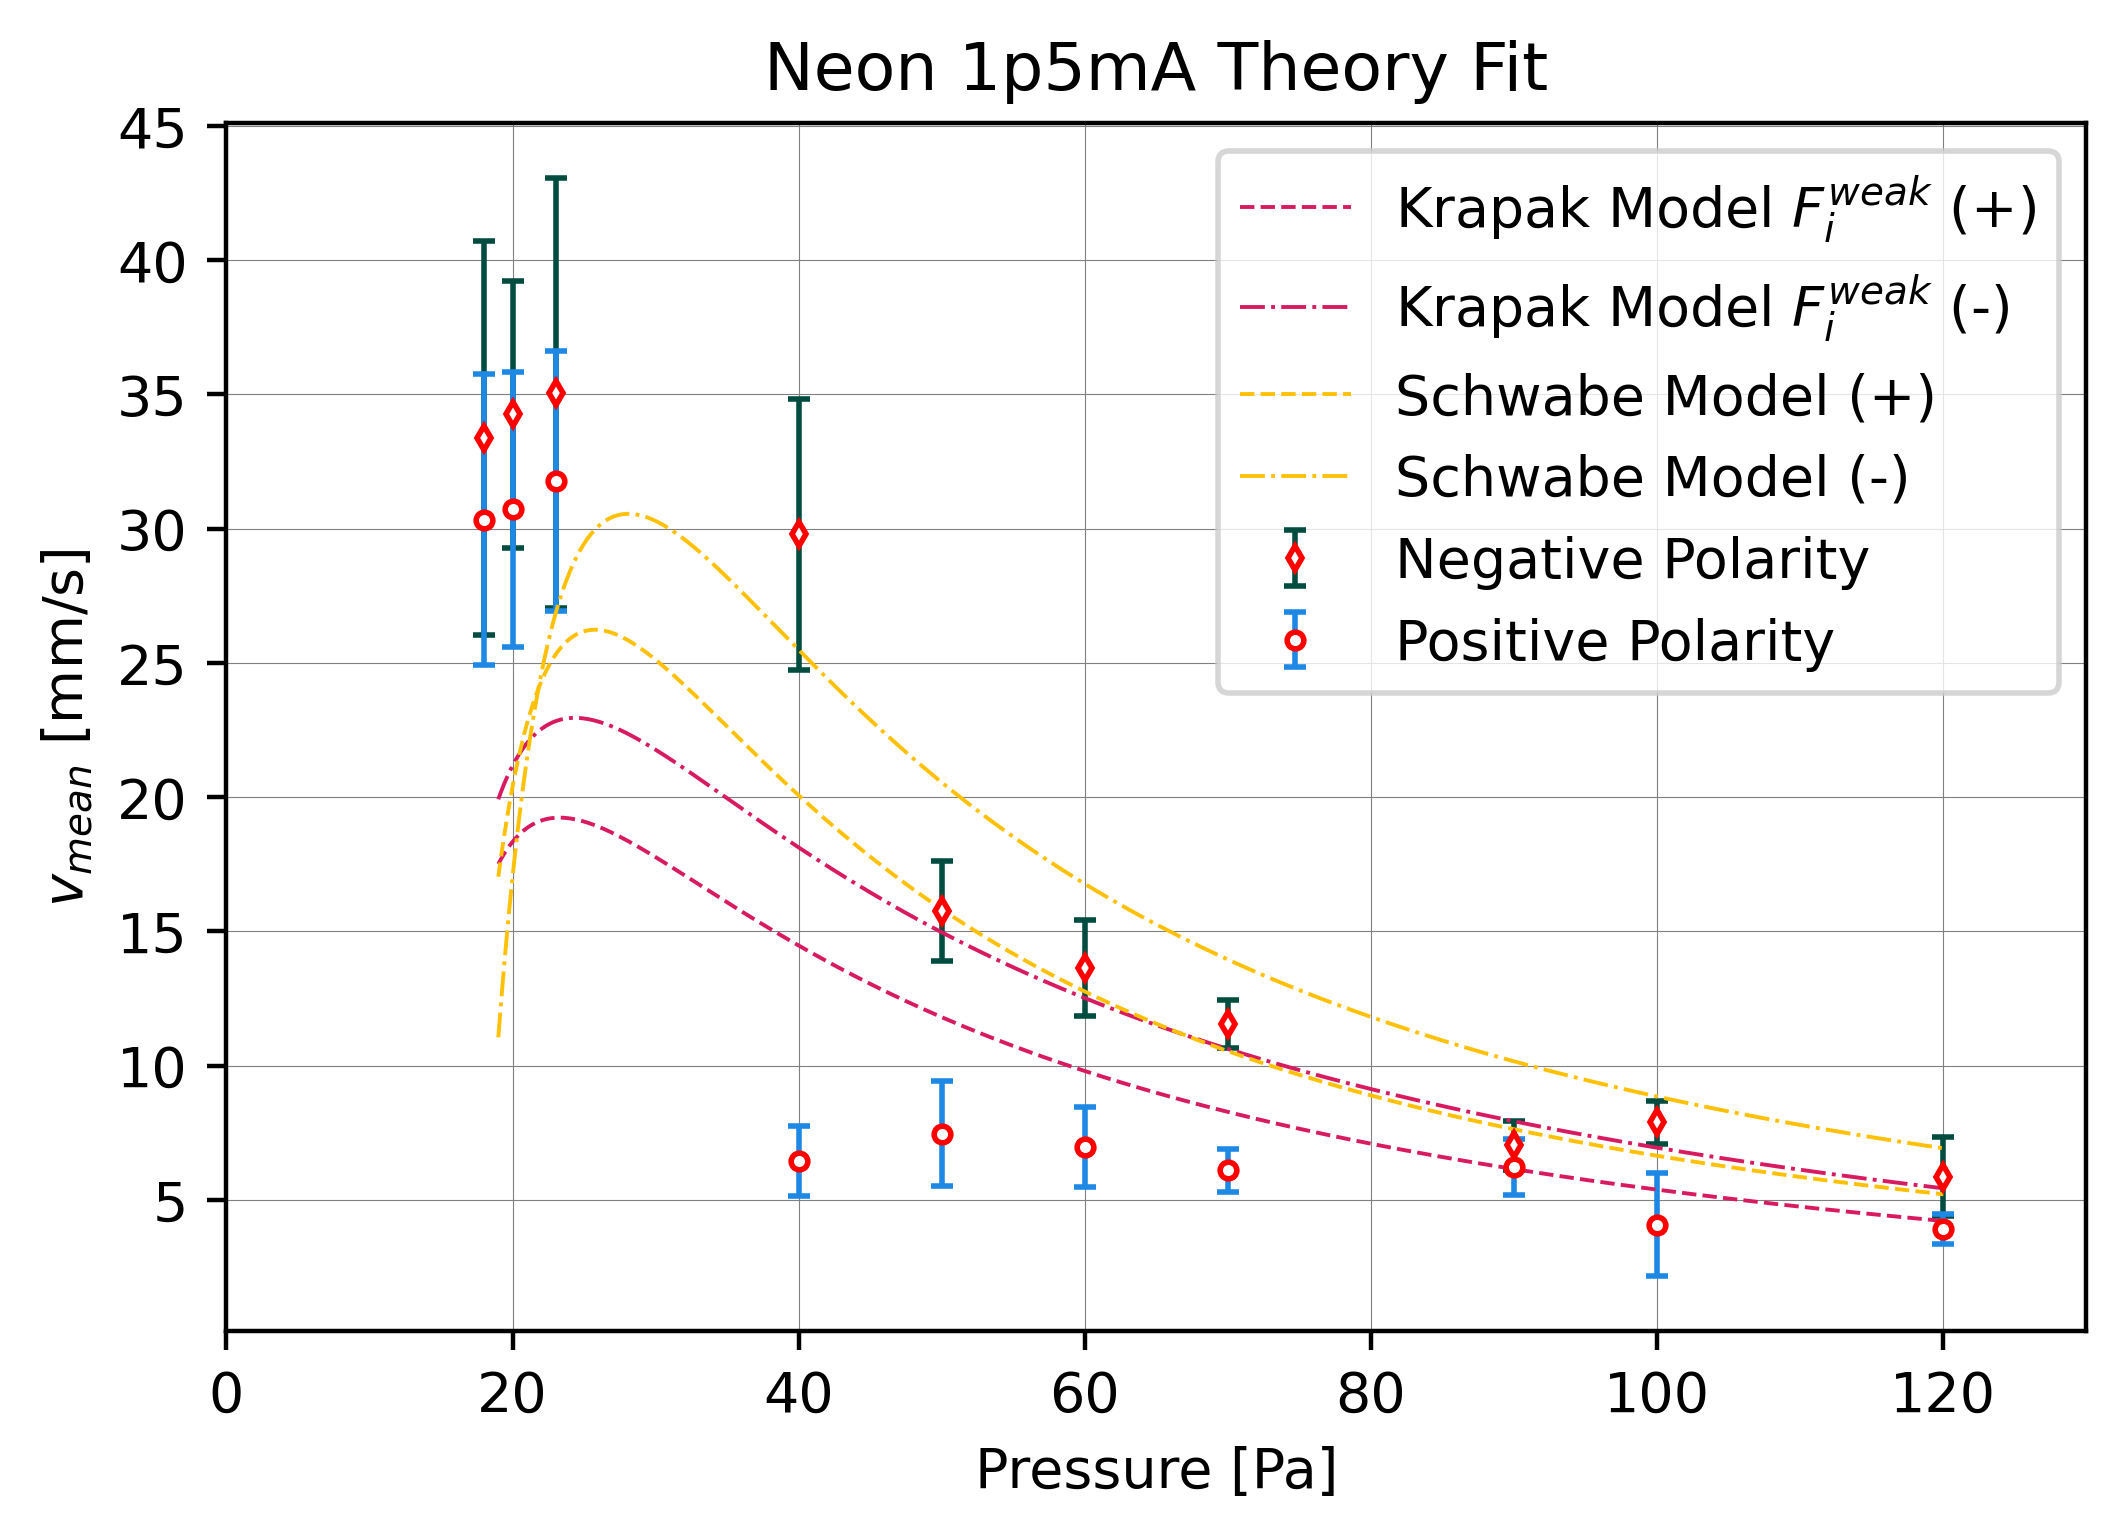 Neon 1p5mA Theory Fit
45
40
35
30
25
20
15
10
5
v_mean [mm/s]
Krapak Model F_i^weak (+)
Krapak Model F_i^weak (-)
Schwabe Model (+)
Schwabe Model (-)
Negative Polarity
Positive Polarity
0 20 40 60 80 100 120
Pressure [Pa]